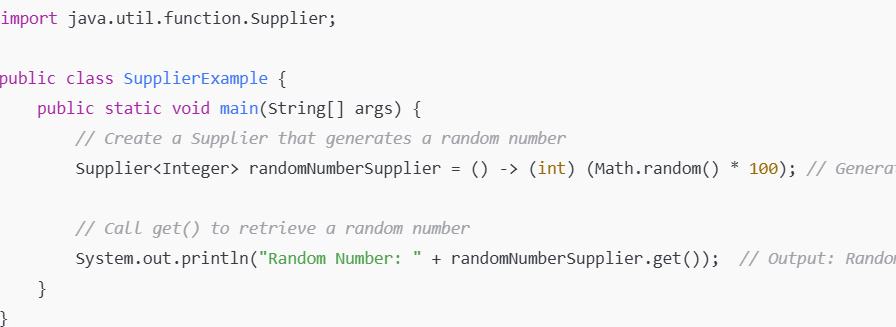 import java.util.function.Supplier;
public class SupplierExample {
public static void main(String[] args) {
// Create a Supplier that generates a random number
Supplier<Integer> randomNumberSupplier = () -> (int) (Math.random() * 100); //
// Call get() to retrieve a random number
System.out.println("Random Number: " + randomNumberSupplier.get()); // Output:
}
}